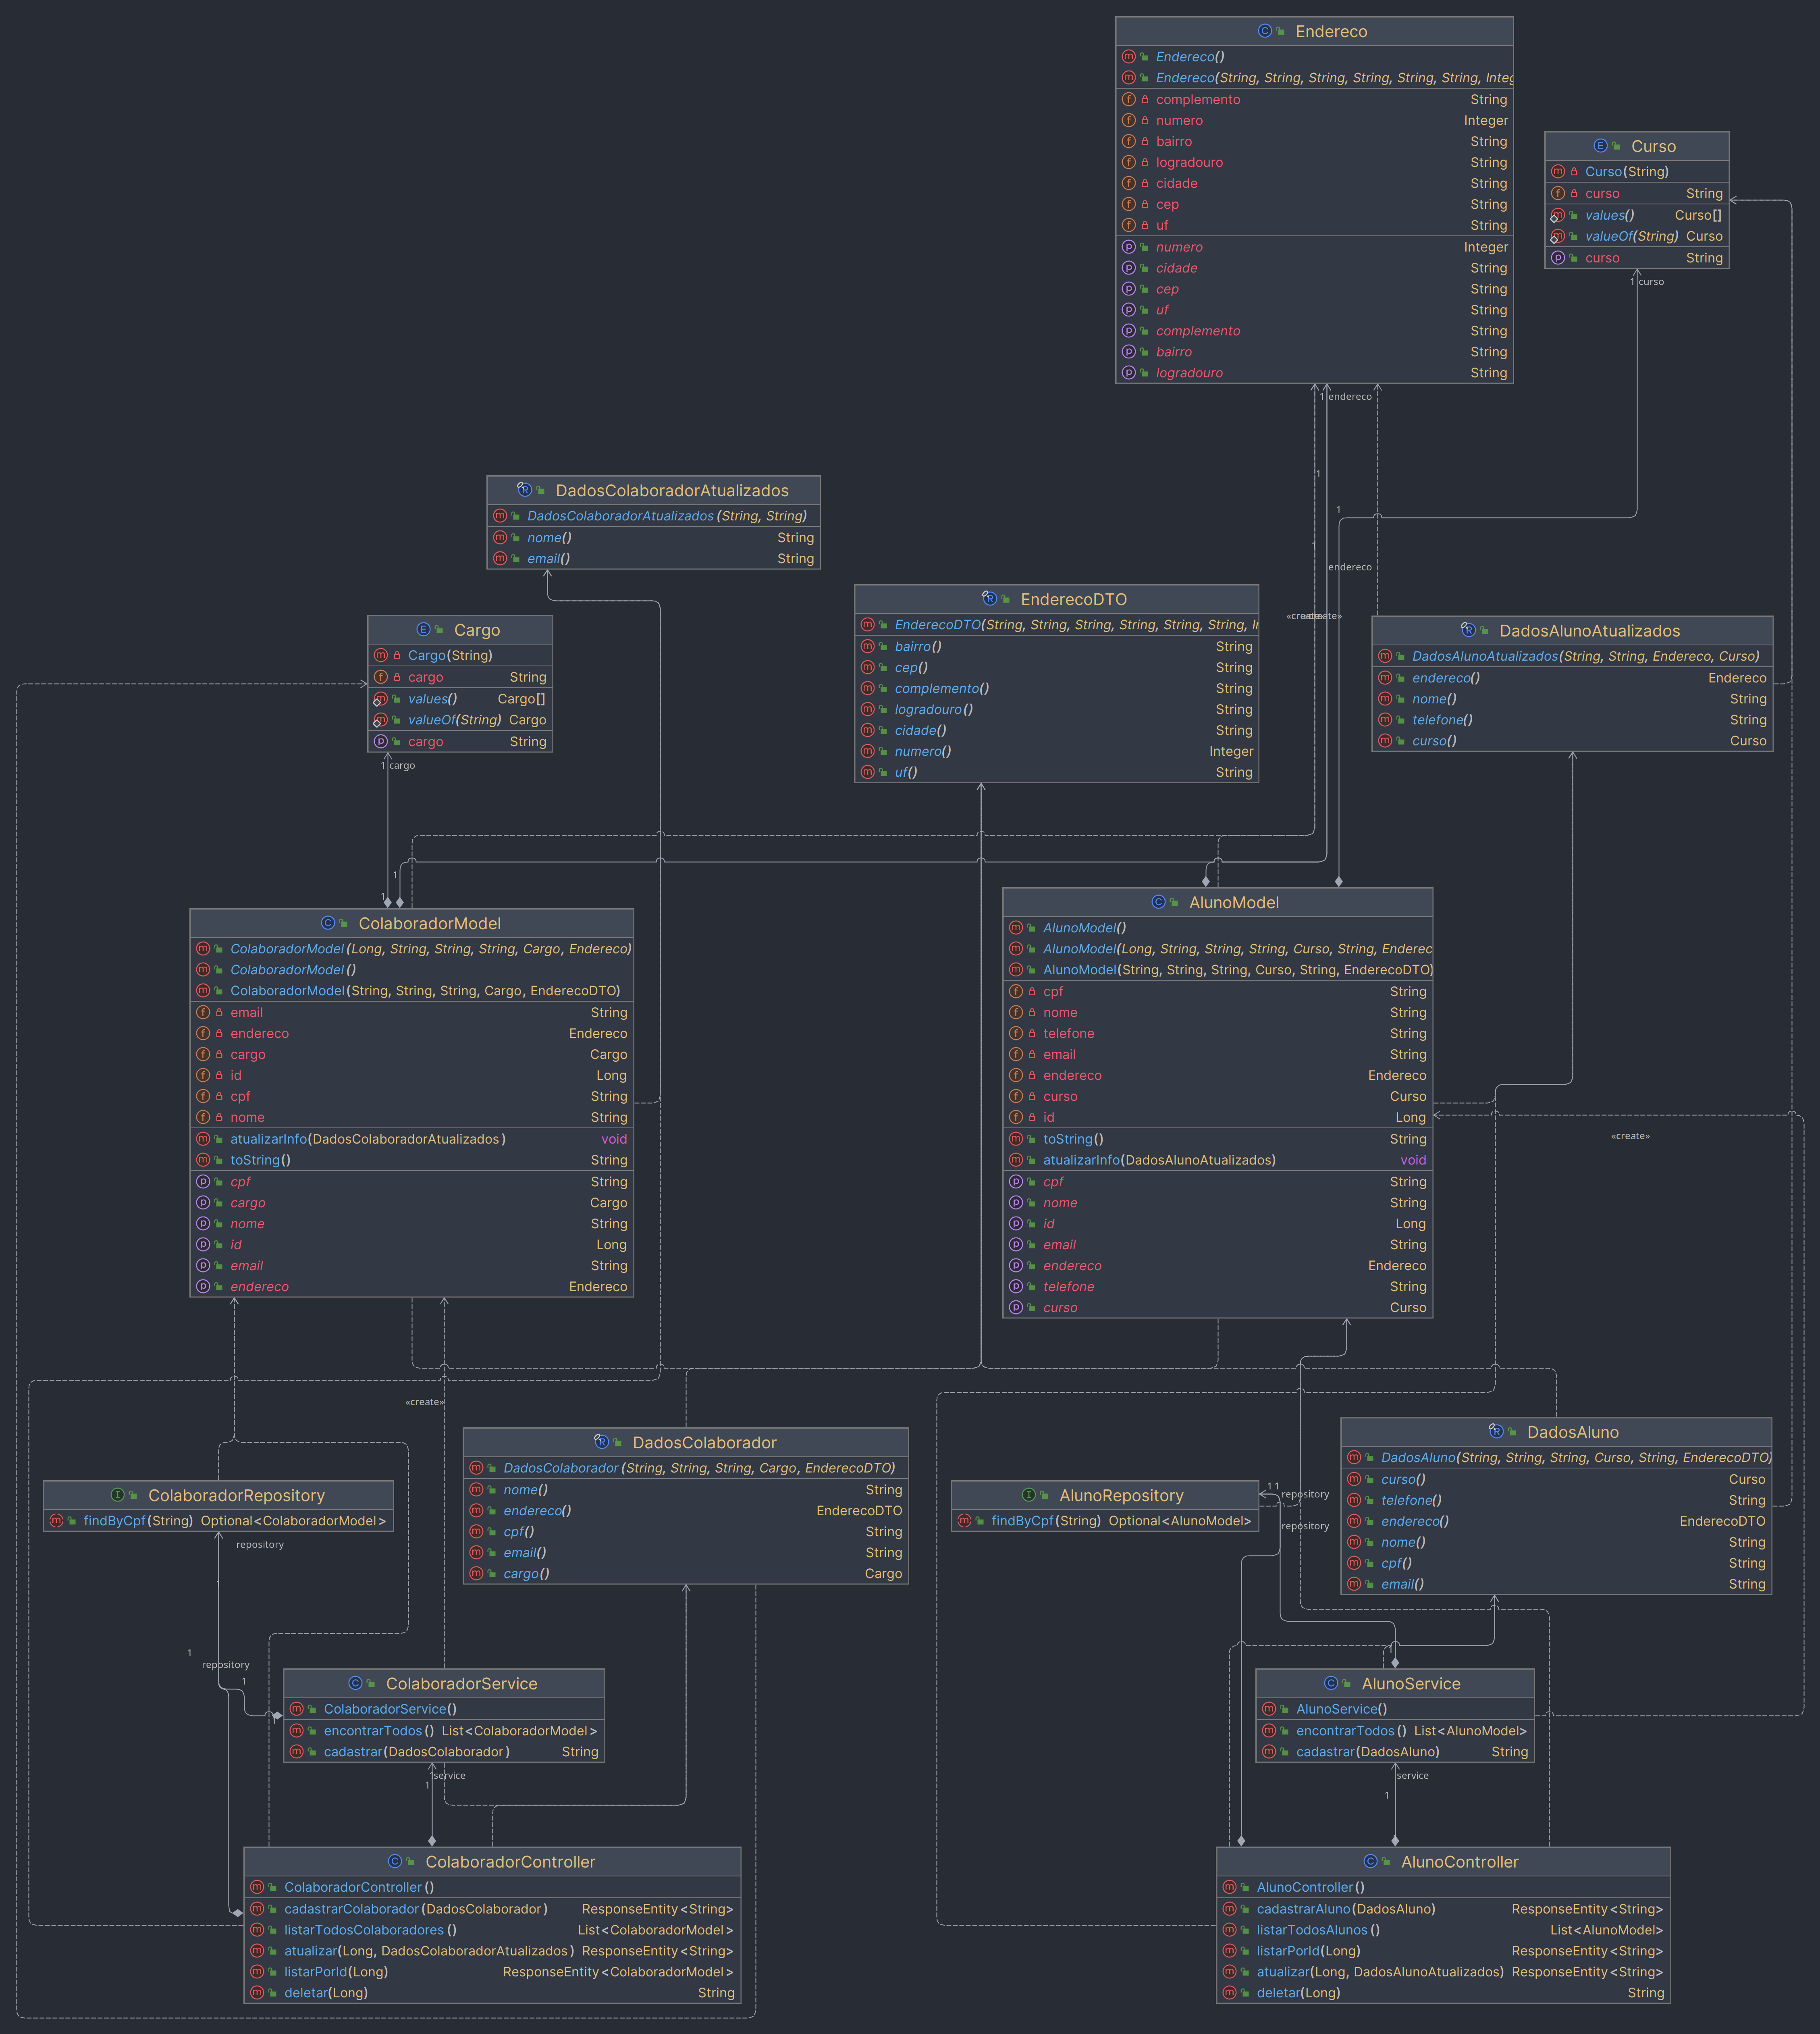 Endereco
Endereco()
Endereco(String, String, String, String, String, String, Integ
complemento String
numero Integer
bairro String
logradouro String
cidade String
cep String
uf String
numero Integer
cidade String
cep String
uf String
complemento String
bairro String
logradouro String
Curso
Curso(String)
curso String
values() Curso[]
valueOf(String) Curso
curso String
1 curso
1 endereco
1
1
1
endereco
«create»
DadosColaboradorAtualizados
DadosColaboradorAtualizados(String, String)
nome() String
email() String
EnderecoDTO
EnderecoDTO(String, String, String, String, String, String, I
bairro() String
cep() String
complemento() String
logradouro() String
cidade() String
numero() Integer
uf() String
Cargo
Cargo(String)
cargo String
values() Cargo[]
valueOf(String) Cargo
cargo String
1 cargo
1
1
DadosAlunoAtualizados
DadosAlunoAtualizados(String, String, Endereco, Curso)
endereco() Endereco
nome() String
telefone() String
curso() Curso
ColaboradorModel
ColaboradorModel(Long, String, String, String, Cargo, Endereco)
ColaboradorModel()
ColaboradorModel(String, String, String, Cargo, EnderecoDTO)
email String
endereco Endereco
cargo Cargo
id Long
cpf String
nome String
atualizarInfo(DadosColaboradorAtualizados) void
toString() String
cpf String
cargo Cargo
nome String
id Long
email String
endereco Endereco
AlunoModel
AlunoModel()
AlunoModel(Long, String, String, String, Curso, String, Enderec
AlunoModel(String, String, String, Curso, String, EnderecoDTO)
cpf String
nome String
telefone String
email String
endereco Endereco
curso Curso
id Long
toString() String
atualizarInfo(DadosAlunoAtualizados) void
cpf String
nome String
id Long
email String
endereco Endereco
telefone String
curso Curso
«create»
«create»
DadosColaborador
DadosColaborador(String, String, String, Cargo, EnderecoDTO)
nome() String
endereco() EnderecoDTO
cpf() String
email() String
cargo() Cargo
DadosAluno
DadosAluno(String, String, String, Curso, String, EnderecoDTO)
curso() Curso
telefone() String
endereco() EnderecoDTO
nome() String
cpf() String
email() String
ColaboradorRepository
findByCpf(String) Optional<ColaboradorModel>
repository
1
1
repository
1
AlunoRepository
findByCpf(String) Optional<AlunoModel>
1 1
repository
repository
1
ColaboradorService
ColaboradorService()
encontrarTodos() List<ColaboradorModel>
cadastrar(DadosColaborador) String
1 service
1
AlunoService
AlunoService()
encontrarTodos() List<AlunoModel>
cadastrar(DadosAluno) String
service
1
ColaboradorController
ColaboradorController()
cadastrarColaborador(DadosColaborador) ResponseEntity<String>
listarTodosColaboradores() List<ColaboradorModel>
atualizar(Long, DadosColaboradorAtualizados) ResponseEntity<String>
listarPorId(Long) ResponseEntity<ColaboradorModel>
deletar(Long) String
AlunoController
AlunoController()
cadastrarAluno(DadosAluno) ResponseEntity<String>
listarTodosAlunos() List<AlunoModel>
listarPorId(Long) ResponseEntity<String>
atualizar(Long, DadosAlunoAtualizados) ResponseEntity<String>
deletar(Long) String